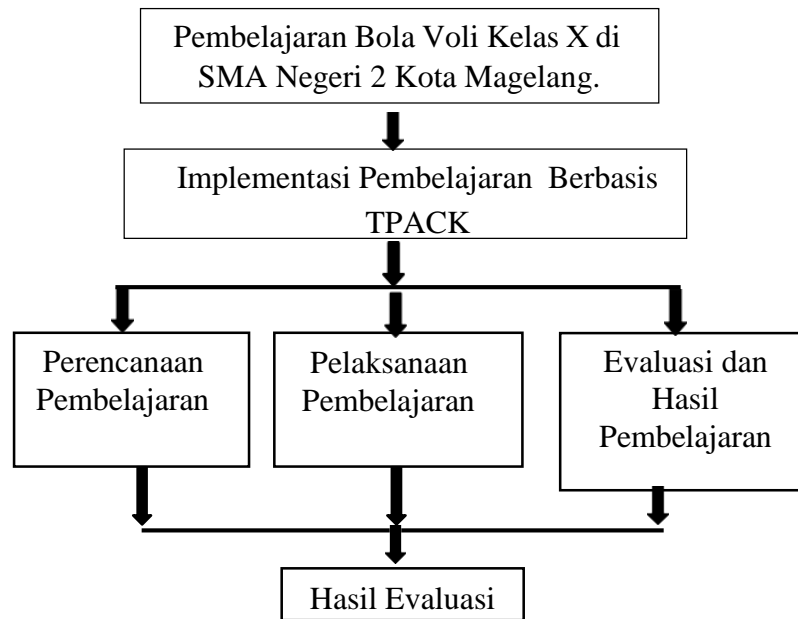 Pembelajaran Bola Voli Kelas X di
SMA Negeri 2 Kota Magelang.
Implementasi Pembelajaran Berbasis
TPACK
Perencanaan
Pembelajaran
Pelaksanaan
Pembelajaran
Evaluasi dan
Hasil
Pembelajaran
Hasil Evaluasi